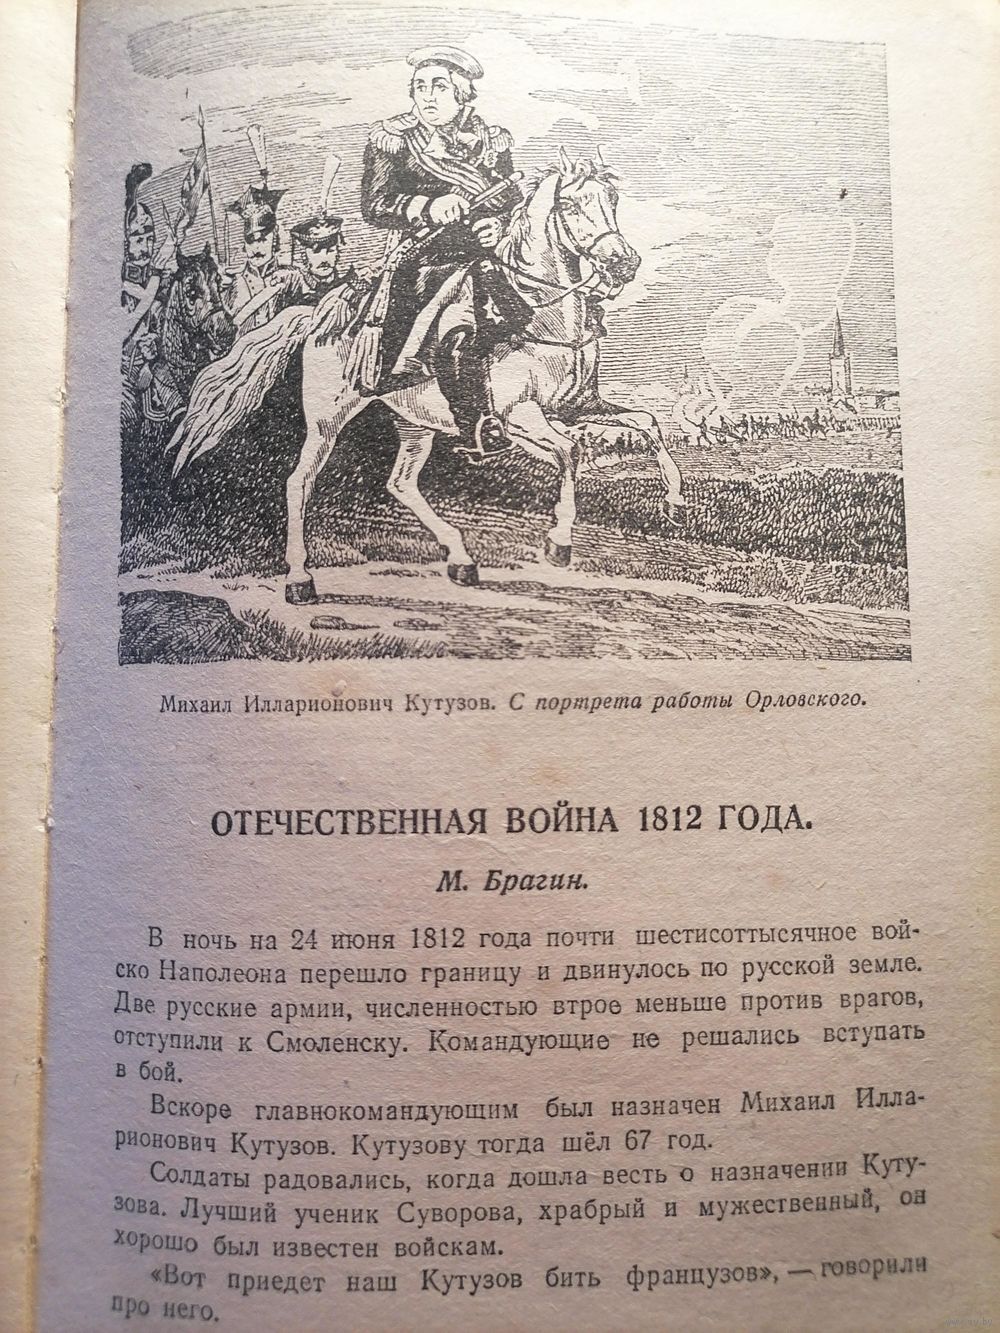 Михаил Илларионович Кутузов. С портрета работы Орловского.
ОТЕЧЕСТВЕННАЯ ВОЙНА 1812 ГОДА.
М. Брагин.
В ночь на 24 июня 1812 года почти шестисоттысячное вой-
ско Наполеона перешло границу и двинулось по русской земле.
Две русские армии, численностью втрое меньше против врагов,
отступили к Смоленску. Командующие не решались вступать
в бой.
Вскоре главнокомандующим был назначен Михаил Илла-
рионович Кутузов. Кутузову тогда шёл 67 год.
Солдаты радовались, когда дошла весть о назначении Куту-
зова. Лучший ученик Суворова, храбрый и мужественный, он
хорошо был известен войскам.
«Вот приедет наш Кутузов бить французов», — говорили
про него.